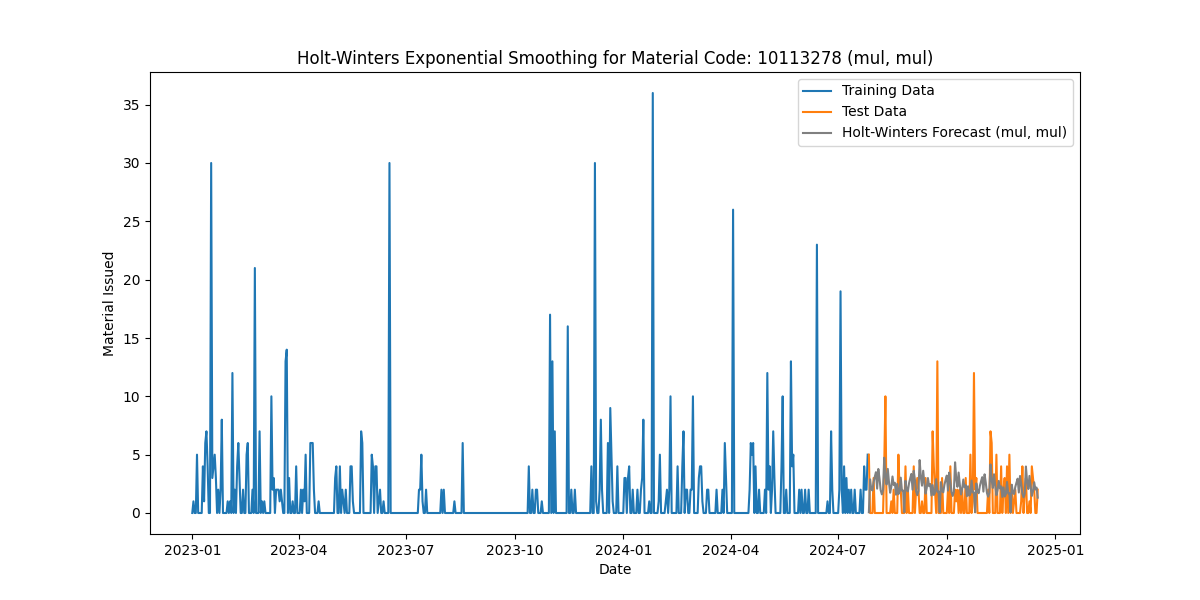 Holt-Winters Exponential Smoothing for Material Code: 10113278 (mul, mul)
Training Data
Test Data
Holt-Winters Forecast (mul, mul)
Material Issued
35
30
25
20
15
10
5
0
2023-01 2023-04 2023-07 2023-10 2024-01 2024-04 2024-07 2024-10 2025-01
Date